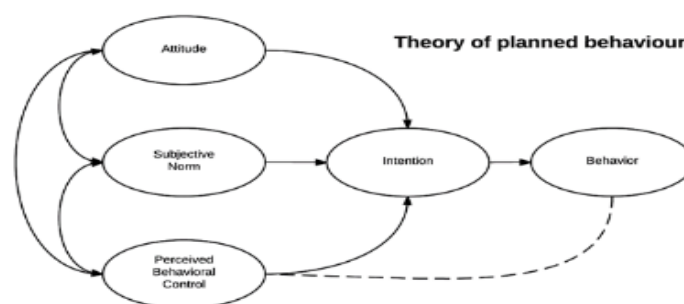 Theory of planned behaviour
Attitude
Subjective
Norm
Intention
Behavior
Perceived
Behavioral
Control